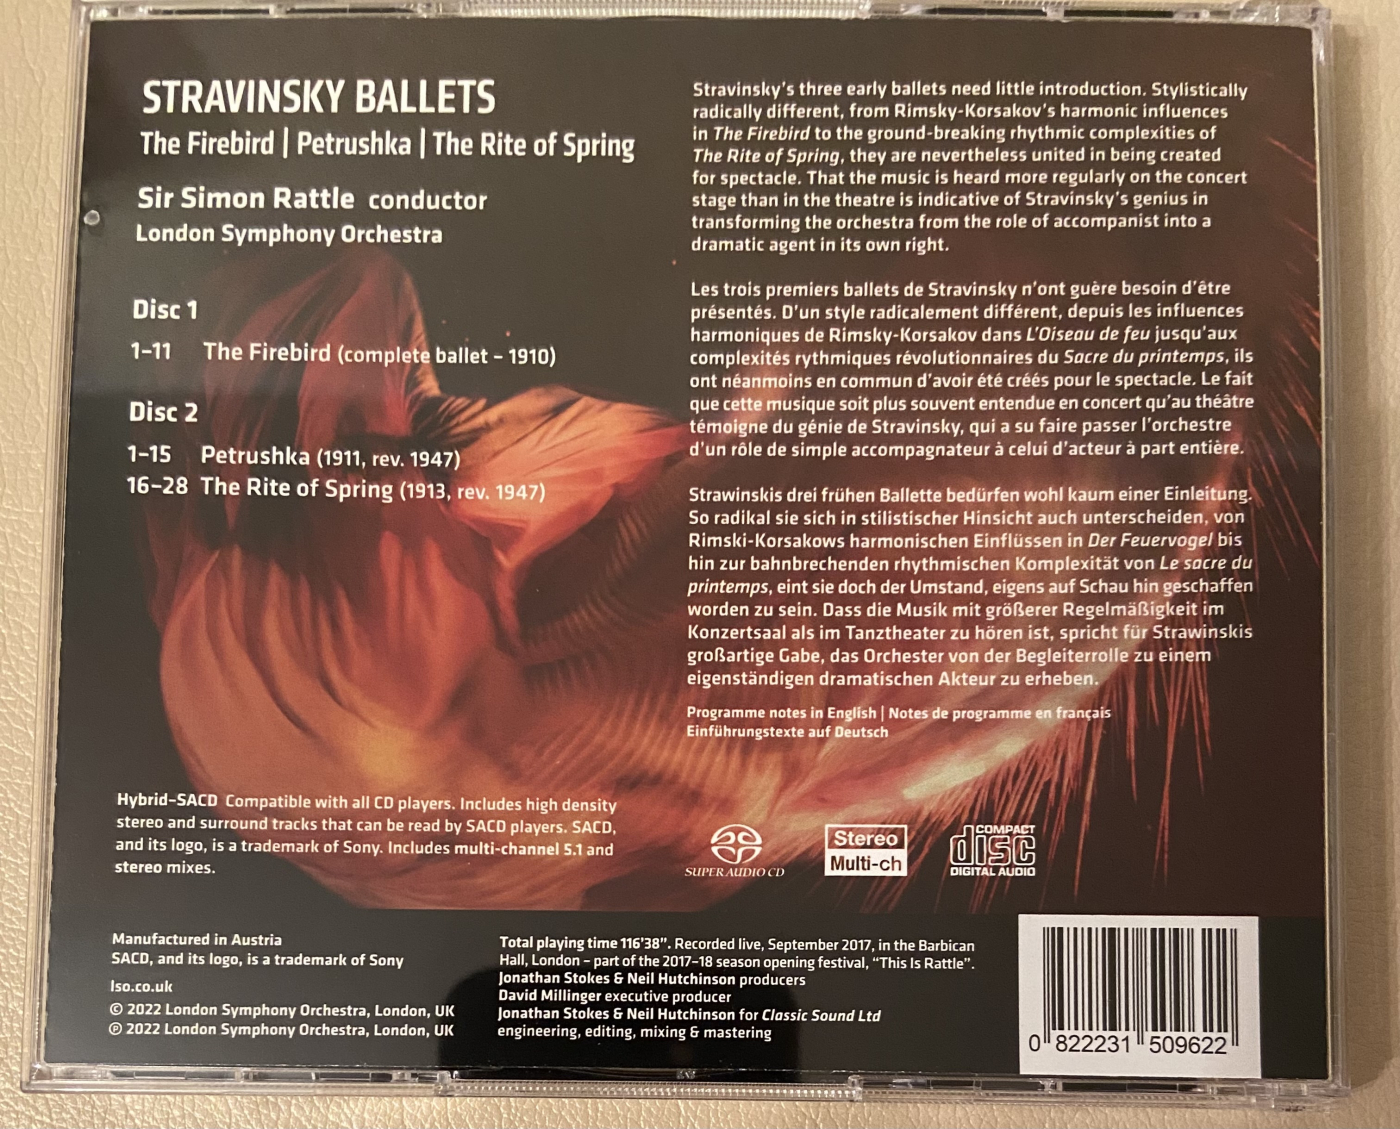 STRAVINSKY BALLETS
The Firebird | Petrushka | The Rite of Spring
Sir Simon Rattle conductor
London Symphony Orchestra
Disc 1
1–11 The Firebird (complete ballet – 1910)
Disc 2
1–15 Petrushka (1911, rev. 1947)
16–28 The Rite of Spring (1913, rev. 1947)
Stravinsky's three early ballets need little introduction. Stylistically
radically different, from Rimsky-Korsakov's harmonic influences
in The Firebird to the ground-breaking rhythmic complexities of
The Rite of Spring, they are nevertheless united in being created
for spectacle. That the music is heard more regularly on the concert
stage than in the theatre is indicative of Stravinsky's genius in
transforming the orchestra from the role of accompanist into a
dramatic agent in its own right.
Les trois premiers ballets de Stravinsky n'ont guère besoin d'être
présentés. D'un style radicalement différent, depuis les influences
harmoniques de Rimsky-Korsakov dans L'Oiseau de feu jusqu'aux
complexités rythmiques révolutionnaires du Sacre du printemps, ils
ont néanmoins en commun d'avoir été créés pour le spectacle. Le fait
que cette musique soit plus souvent entendue en concert qu'au théâtre
témoigne du génie de Stravinsky, qui a su faire passer l'orchestre
d'un rôle de simple accompagnateur à celui d'acteur à part entière.
Strawinskis drei frühen Ballette bedürfen wohl kaum einer Einleitung.
So radikal sie sich in stilistischer Hinsicht auch unterscheiden, von
Rimski-Korsakows harmonischen Einflüssen in Der Feuervogel bis
hin zur bahnbrechenden rhythmischen Komplexität von Le sacre du
printemps, eint sie doch der Umstand, eigens auf Schau hin geschaffen
worden zu sein. Dass die Musik mit größerer Regelmäßigkeit im
Konzertsaal als im Tanztheater zu hören ist, spricht für Strawinskis
großartige Gabe, das Orchester von der Begleiterrolle zu einem
eigenständigen dramatischen Akteur zu erheben.
Programme notes in English | Notes de programme en français
Einführungstexte auf Deutsch
Hybrid-SACD Compatible with all CD players. Includes high density
stereo and surround tracks that can be read by SACD players. SACD,
and its logo, is a trademark of Sony. Includes multi-channel 5.1 and
stereo mixes.
SUPER AUDIO CD
Stereo
Multi-ch
COMPACT
disc
DIGITAL AUDIO
Manufactured in Austria
SACD, and its logo, is a trademark of Sony
lso.co.uk
© 2022 London Symphony Orchestra, London, UK
℗ 2022 London Symphony Orchestra, London, UK
Total playing time 116'38". Recorded live, September 2017, in the Barbican
Hall, London – part of the 2017–18 season opening festival, "This Is Rattle".
Jonathan Stokes & Neil Hutchinson producers
David Millinger executive producer
Jonathan Stokes & Neil Hutchinson for Classic Sound Ltd
engineering, editing, mixing & mastering
0 822231 509622